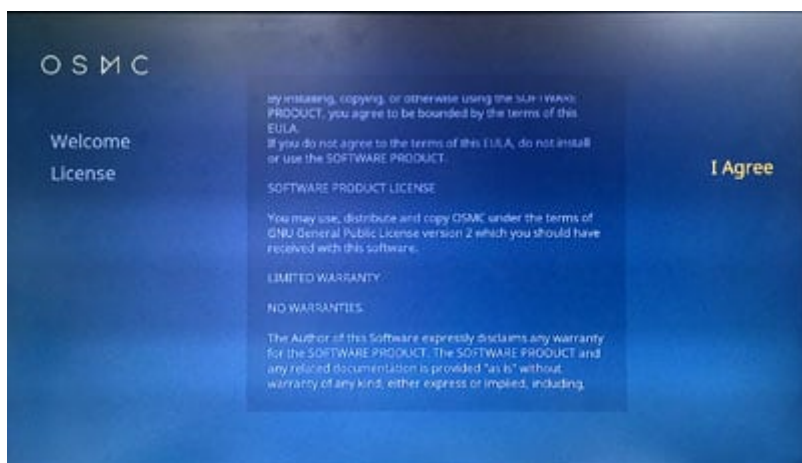 OSMC
Welcome
License
By installing, copying, or otherwise using the SOFTWARE
PRODUCT, you agree to be bounded by the terms of this
EULA.
If you do not agree to the terms of this EULA, do not install
or use the SOFTWARE PRODUCT.
SOFTWARE PRODUCT LICENSE
You may use, distribute and copy OSMC under the terms of
GNU General Public License version 2 which you should have
received with this software.
LIMITED WARRANTY
NO WARRANTIES.
The Author of this Software expressly disclaims any warranty
for the SOFTWARE PRODUCT. The SOFTWARE PRODUCT and
any related documentation is provided "as is" without
warranty of any kind, either express or implied, including,
I Agree